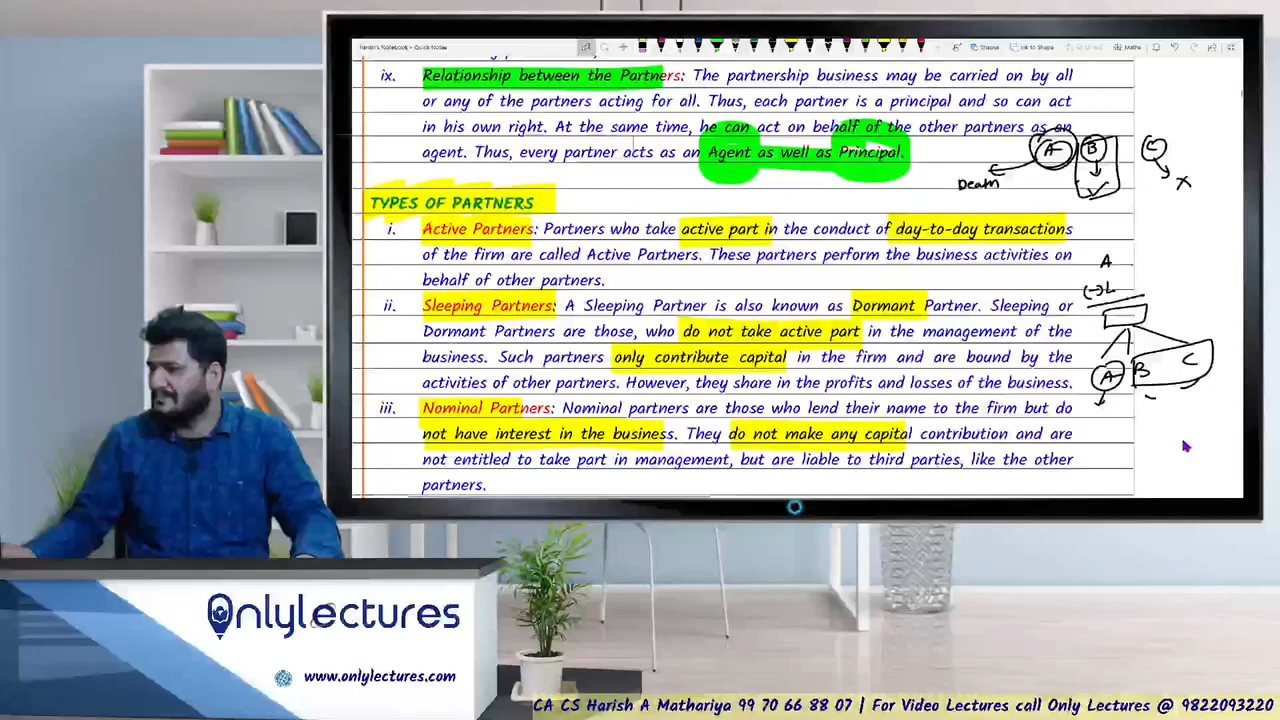 Harish's Notebook > Quick Notes
Shapes
Ink to Shape
Maths
ix. Relationship between the Partners: The partnership business may be carried on by all
or any of the partners acting for all. Thus, each partner is a principal and so can act
in his own right. At the same time, he can act on behalf of the other partners as an
agent. Thus, every partner acts as an Agent as well as Principal.
A B C
Death
X
TYPES OF PARTNERS
i. Active Partners: Partners who take active part in the conduct of day-to-day transactions
of the firm are called Active Partners. These partners perform the business activities on
behalf of other partners.
A
(-) L
ii. Sleeping Partners: A Sleeping Partner is also known as Dormant Partner. Sleeping or
Dormant Partners are those, who do not take active part in the management of the
business. Such partners only contribute capital in the firm and are bound by the
activities of other partners. However, they share in the profits and losses of the business.
A B C
iii. Nominal Partners: Nominal partners are those who lend their name to the firm but do
not have interest in the business. They do not make any capital contribution and are
not entitled to take part in management, but are liable to third parties, like the other
partners.
Onlylectures
www.onlylectures.com
CA CS Harish A Mathariya 99 70 66 88 07 | For Video Lectures call Only Lectures @ 9822093220